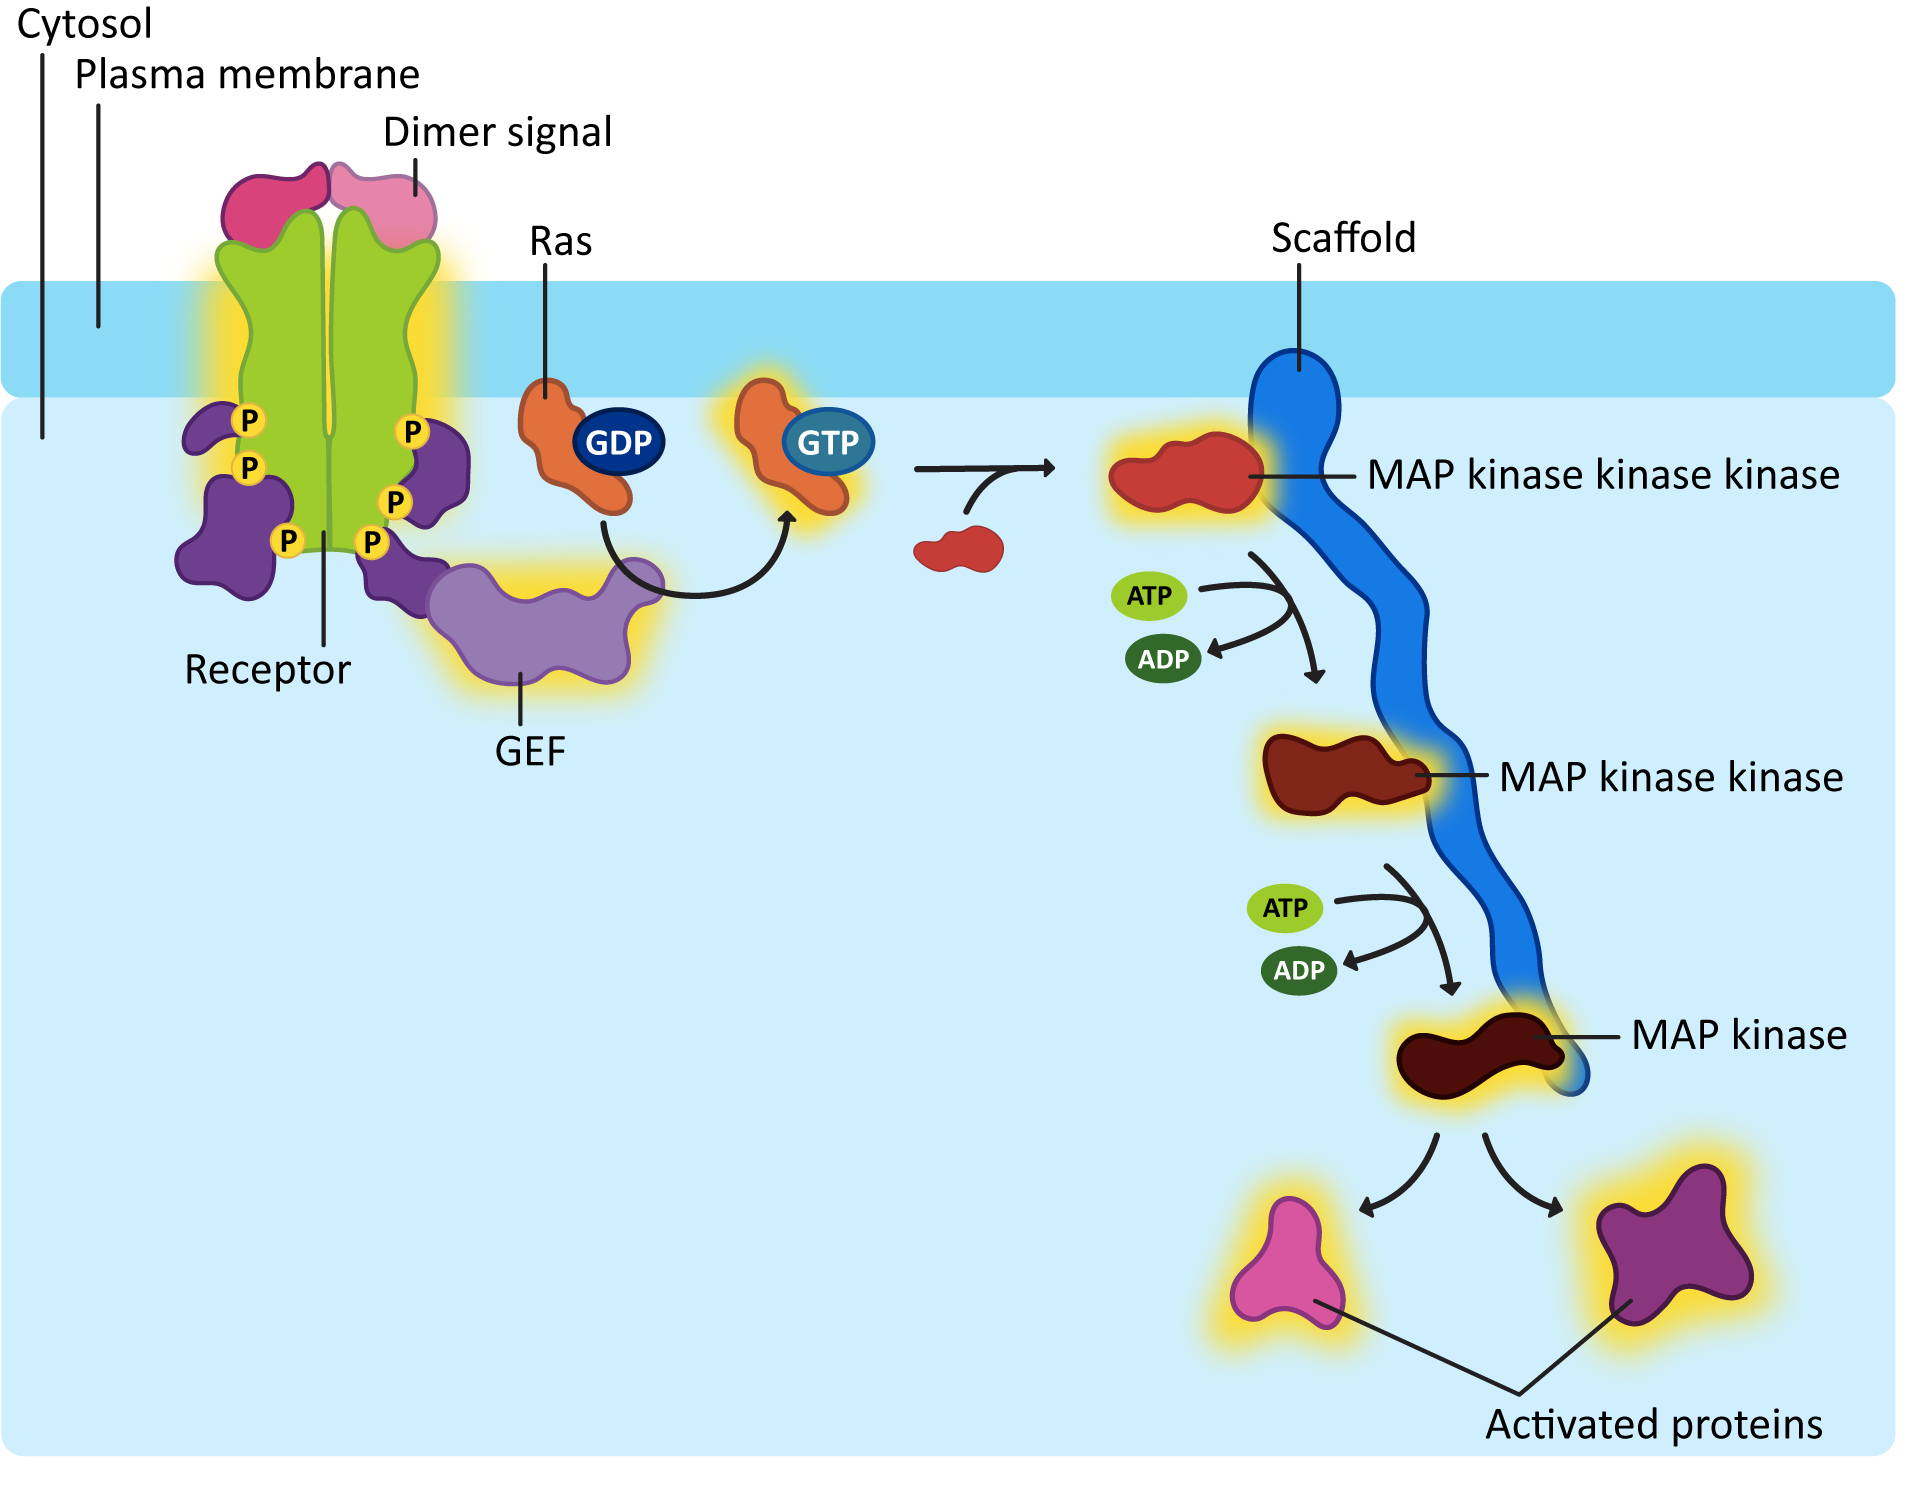 Cytosol
Plasma membrane
Dimer signal
Ras
Scaffold
P
P
P
P
P
P
GDP
GTP
MAP kinase kinase kinase
ATP
ADP
Receptor
GEF
MAP kinase kinase
ATP
ADP
MAP kinase
Activated proteins